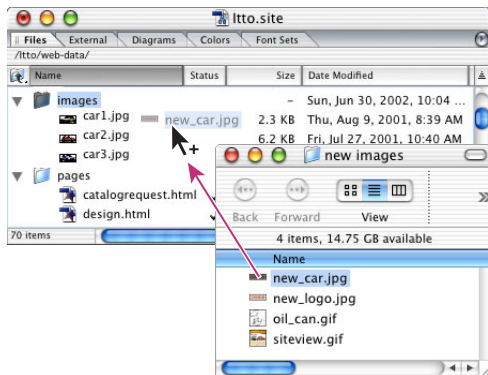 ltto.site
Files External Diagrams Colors Font Sets
/ltto/web-data/
Name Status Size Date Modified
images – Sun, Jun 30, 2002, 10:04 ...
car1.jpg new_car.jpg 2.3 KB Thu, Aug 9, 2001, 8:39 AM
car2.jpg 6.2 KB Fri, Jul 27, 2001, 10:40 AM
car3.jpg
pages
catalogrequest.html
design.html
70 items
new images
Back Forward View
4 items, 14.75 GB available
Name
new_car.jpg
new_logo.jpg
oil_can.gif
siteview.gif